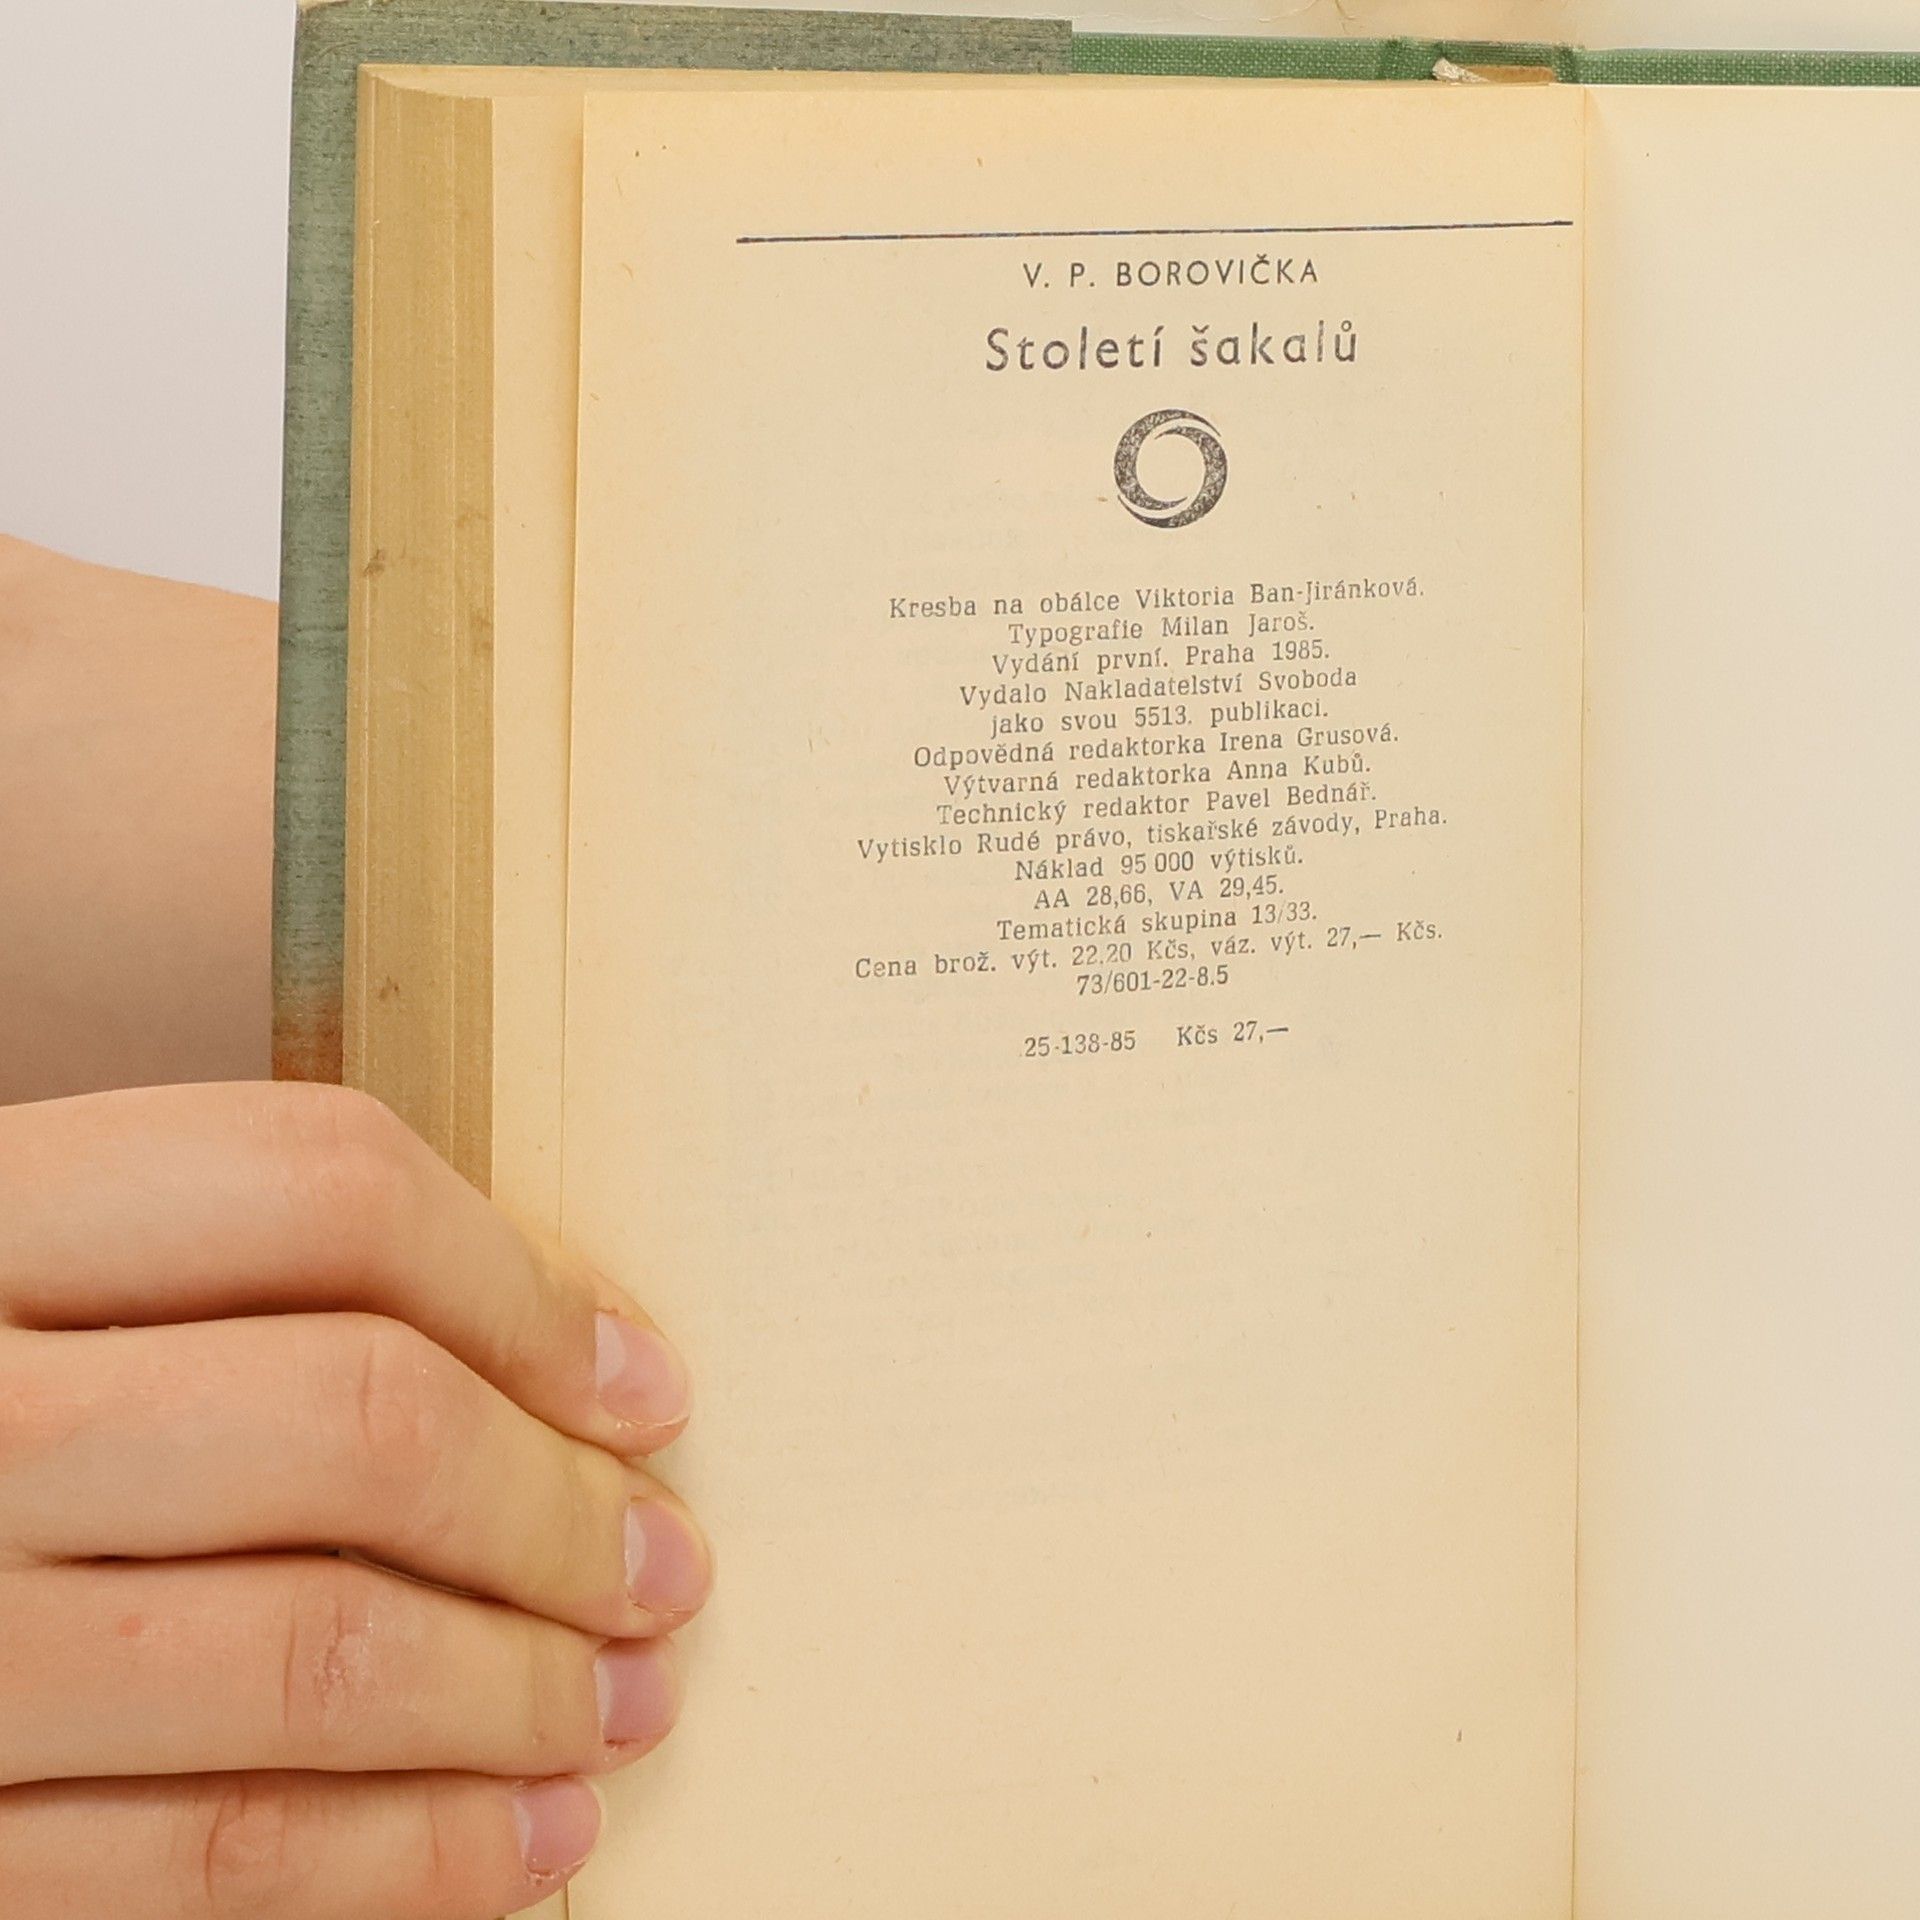 V. P. BOROVIČKA
Století šakalů
Kresba na obálce Viktoria Ban-Jiránková.
Typografie Milan Jaroš.
Vydání první. Praha 1985.
Vydalo Nakladatelství Svoboda
jako svou 5513. publikaci.
Odpovědná redaktorka Irena Grusová.
Výtvarná redaktorka Anna Kubů.
Technický redaktor Pavel Bednář.
Vytisklo Rudé právo, tiskařské závody, Praha.
Náklad 95 000 výtisků.
AA 28,66, VA 29,45.
Tematická skupina 13/33.
Cena brož. výt. 22.20 Kčs, váz. výt. 27,— Kčs.
73/601-22-8.5
25-138-85 Kčs 27,—